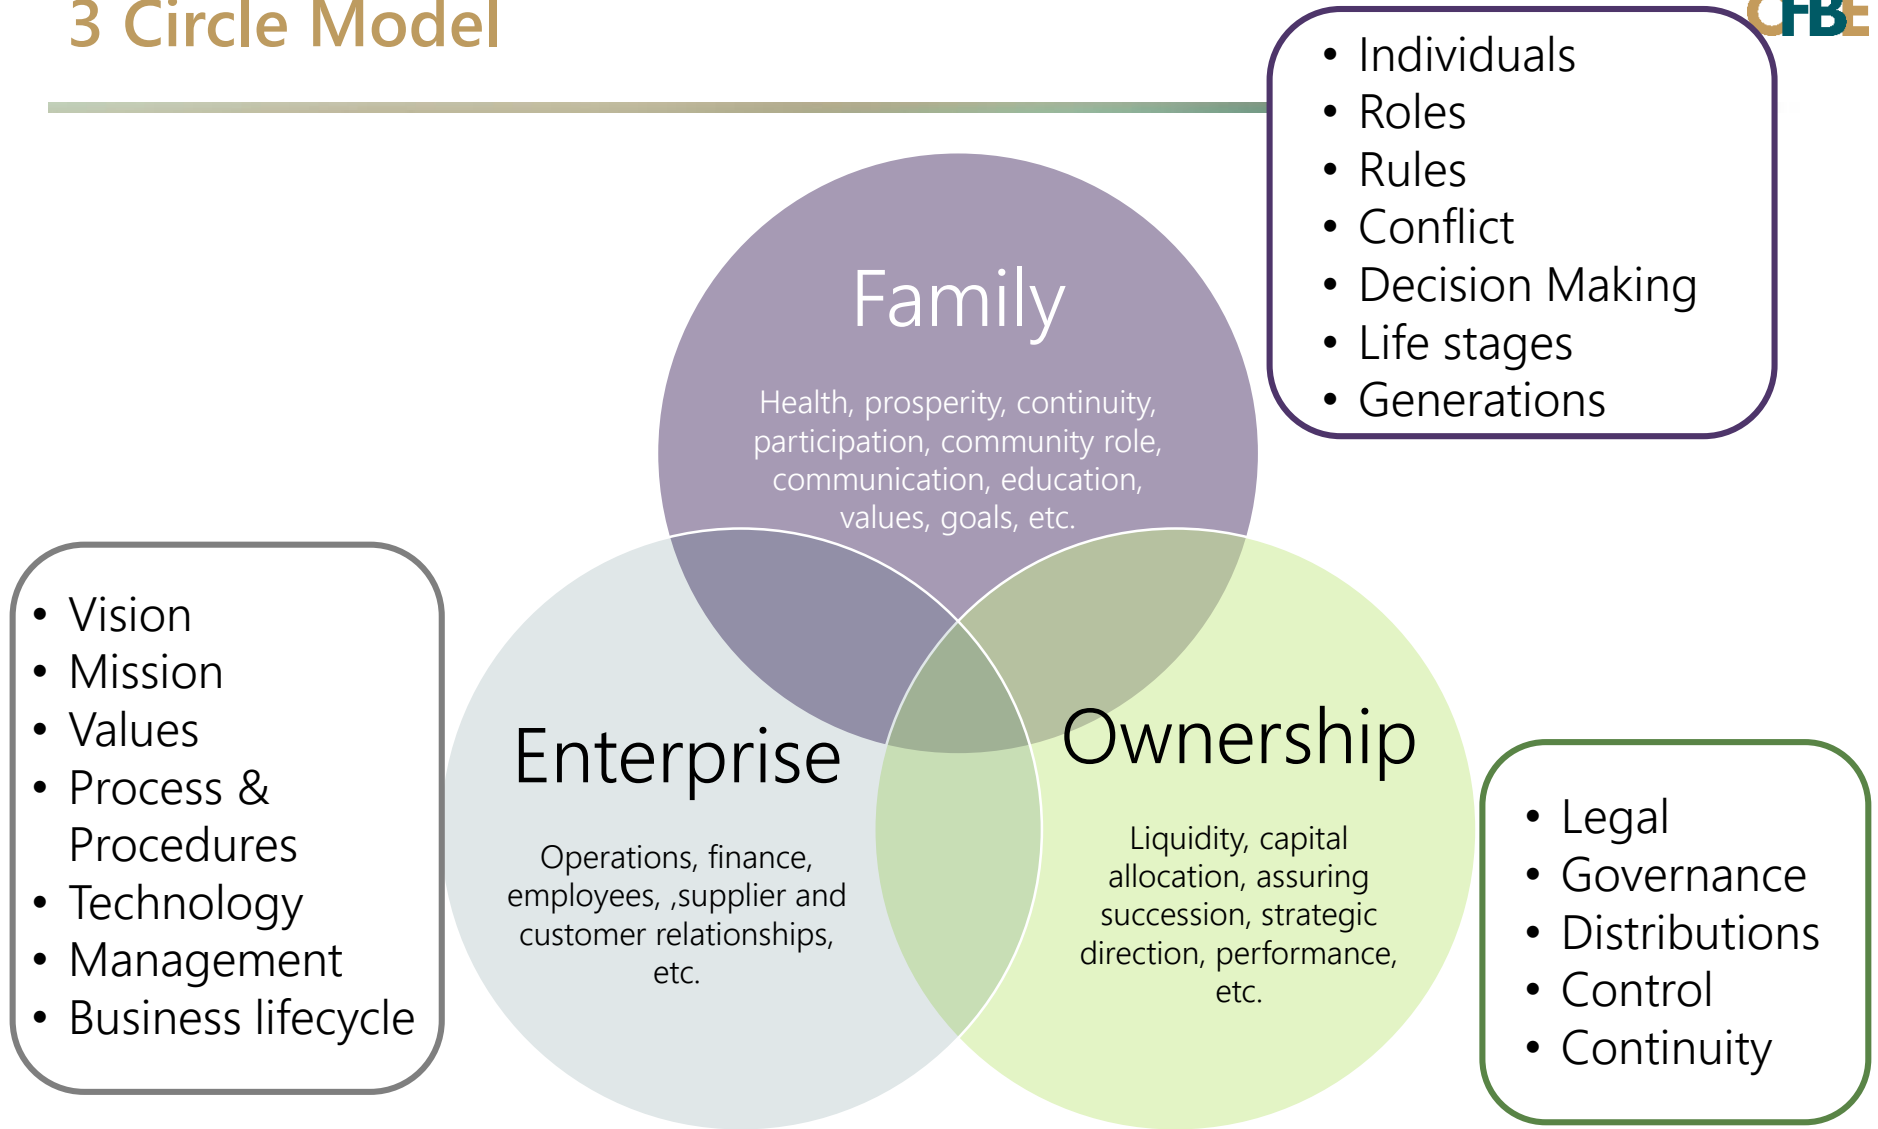 3 Circle Model
CFBE
• Individuals
• Roles
• Rules
• Conflict
• Decision Making
• Life stages
• Generations
Family
Health, prosperity, continuity,
participation, community role,
communication, education,
values, goals, etc.
• Vision
• Mission
• Values
• Process &
Procedures
• Technology
• Management
• Business lifecycle
Enterprise
Operations, finance,
employees, ,supplier and
customer relationships,
etc.
Ownership
Liquidity, capital
allocation, assuring
succession, strategic
direction, performance,
etc.
• Legal
• Governance
• Distributions
• Control
• Continuity